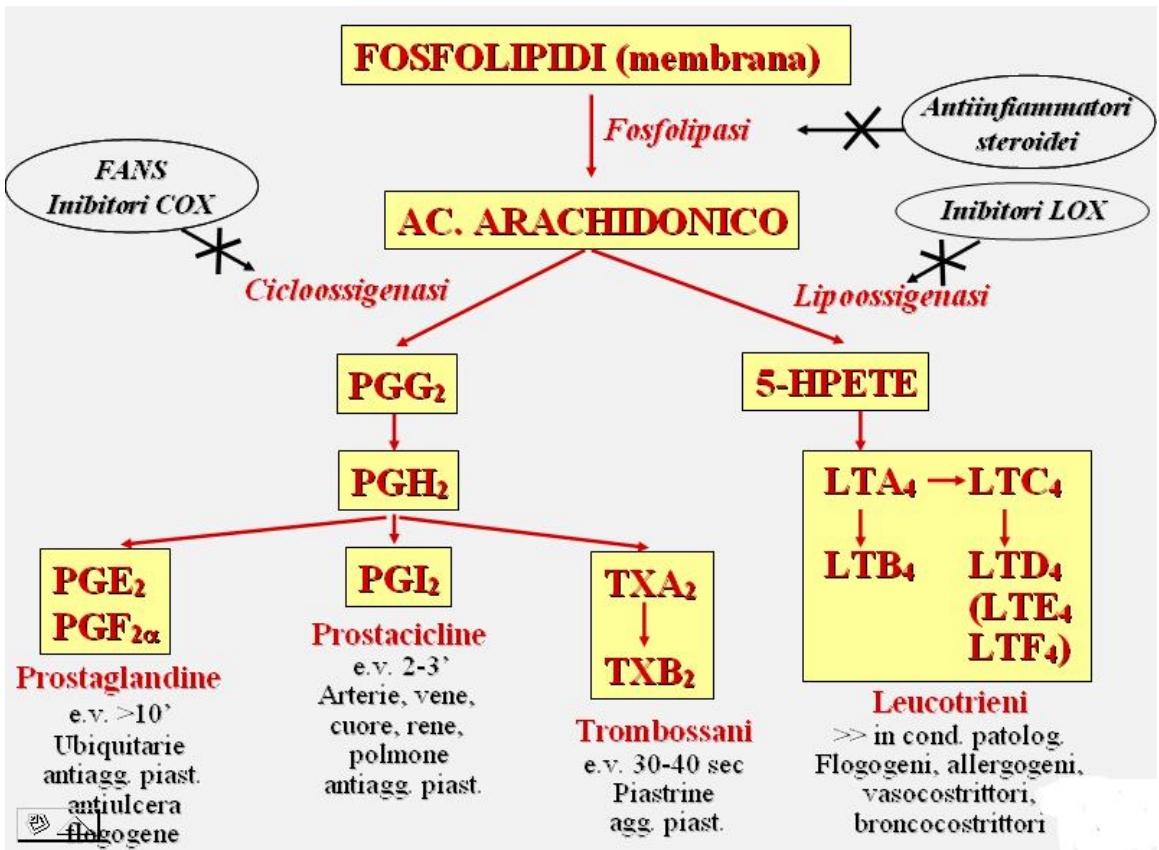 FOSFOLIPIDI (membrana)
Fosfolipasi
Antiinfiammatori
steroidei
FANS
Inibitori COX
AC. ARACHIDONICO
Inibitori LOX
Cicloossigenasi
Lipoossigenasi
PGG₂
5-HPETE
PGH₂
LTA₄ LTC₄
LTB₄ LTD₄
(LTE₄
LTF₄)
PGE₂
PGF₂α
PGI₂
TXA₂
TXB₂
Prostaglandine
e.v. >10’
Ubiquitarie
antiagg. piast.
antiulcera
flogogene
Prostacicline
e.v. 2-3’
Arterie, vene,
cuore, rene,
polmone
antiagg. piast.
Trombossani
e.v. 30-40 sec
Piastrine
agg. piast.
Leucotrieni
>> in cond. patolog.
Flogogeni, allergogeni,
vasocostrittori,
broncocostrittori